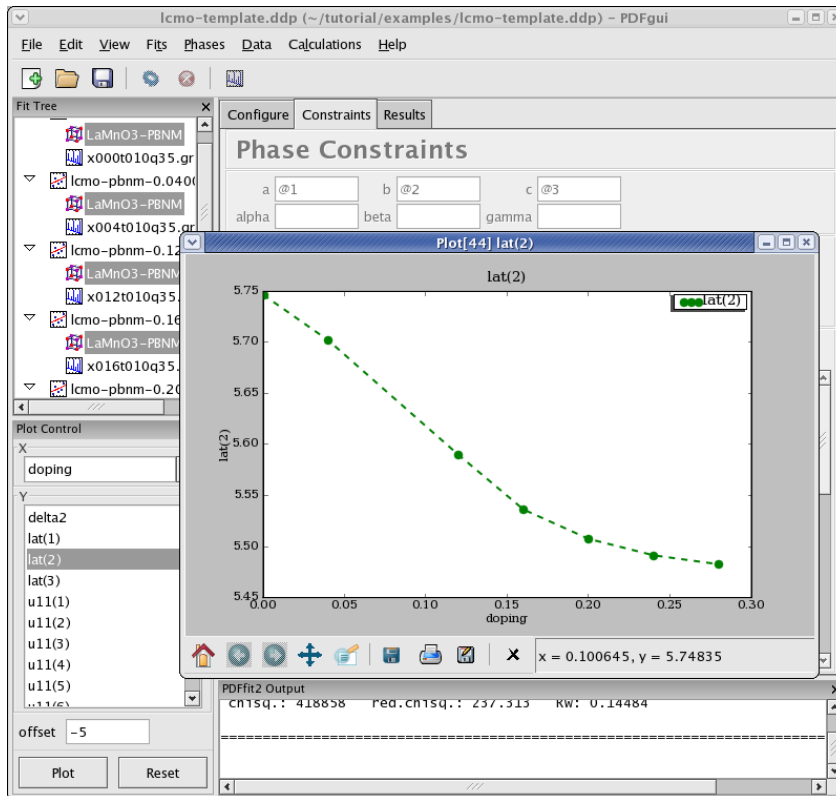 lcmo-template.ddp (~/tutorial/examples/lcmo-template.ddp) - PDFgui
File Edit View Fits Phases Data Calculations Help
Fit Tree
LaMnO3-PBNM
x000t010q35.gr
lcmo-pbnm-0.0400
LaMnO3-PBNM
x004t010q35.gr
lcmo-pbnm-0.12
LaMnO3-PBNM
x012t010q35.
lcmo-pbnm-0.16
LaMnO3-PBNM
x016t010q35.
lcmo-pbnm-0.20
Configure Constraints Results
Phase Constraints
a @1 b @2 c @3
alpha beta gamma
Plot[44] lat(2)
lat(2)
lat(2)
5.75
5.70
5.65
5.60
5.55
5.50
5.45
lat(2)
0.00 0.05 0.10 0.15 0.20 0.25 0.30
doping
x = 0.100645, y = 5.74835
Plot Control
X
doping
Y
delta2
lat(1)
lat(2)
lat(3)
u11(1)
u11(2)
u11(3)
u11(4)
u11(5)
u11(6)
offset -5
Plot Reset
PDFfit2 Output
chisq.: 418858 red.chisq.: 237.313 Rw: 0.14484
==============================================================================